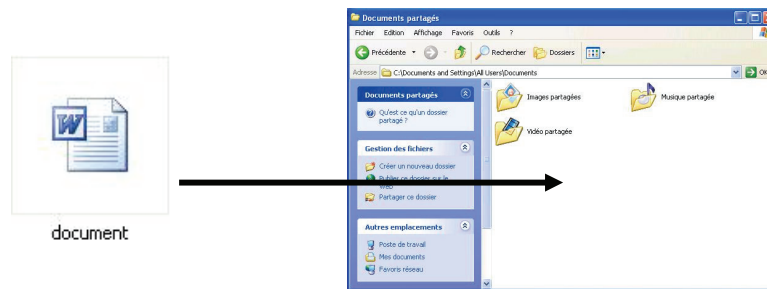 W
document
Documents partagés
Fichier Edition Affichage Favoris Outils ?
Précédente Rechercher Dossiers
Adresse C:\Documents and Settings\All Users\Documents OK
Documents partagés
Qu'est ce qu'un dossier
partagé ?
Gestion des fichiers
Créer un nouveau dossier
Publier ce dossier sur le
Web
Partager ce dossier
Autres emplacements
Poste de travail
Mes documents
Favoris réseau
Images partagées Musique partagée
Vidéo partagée